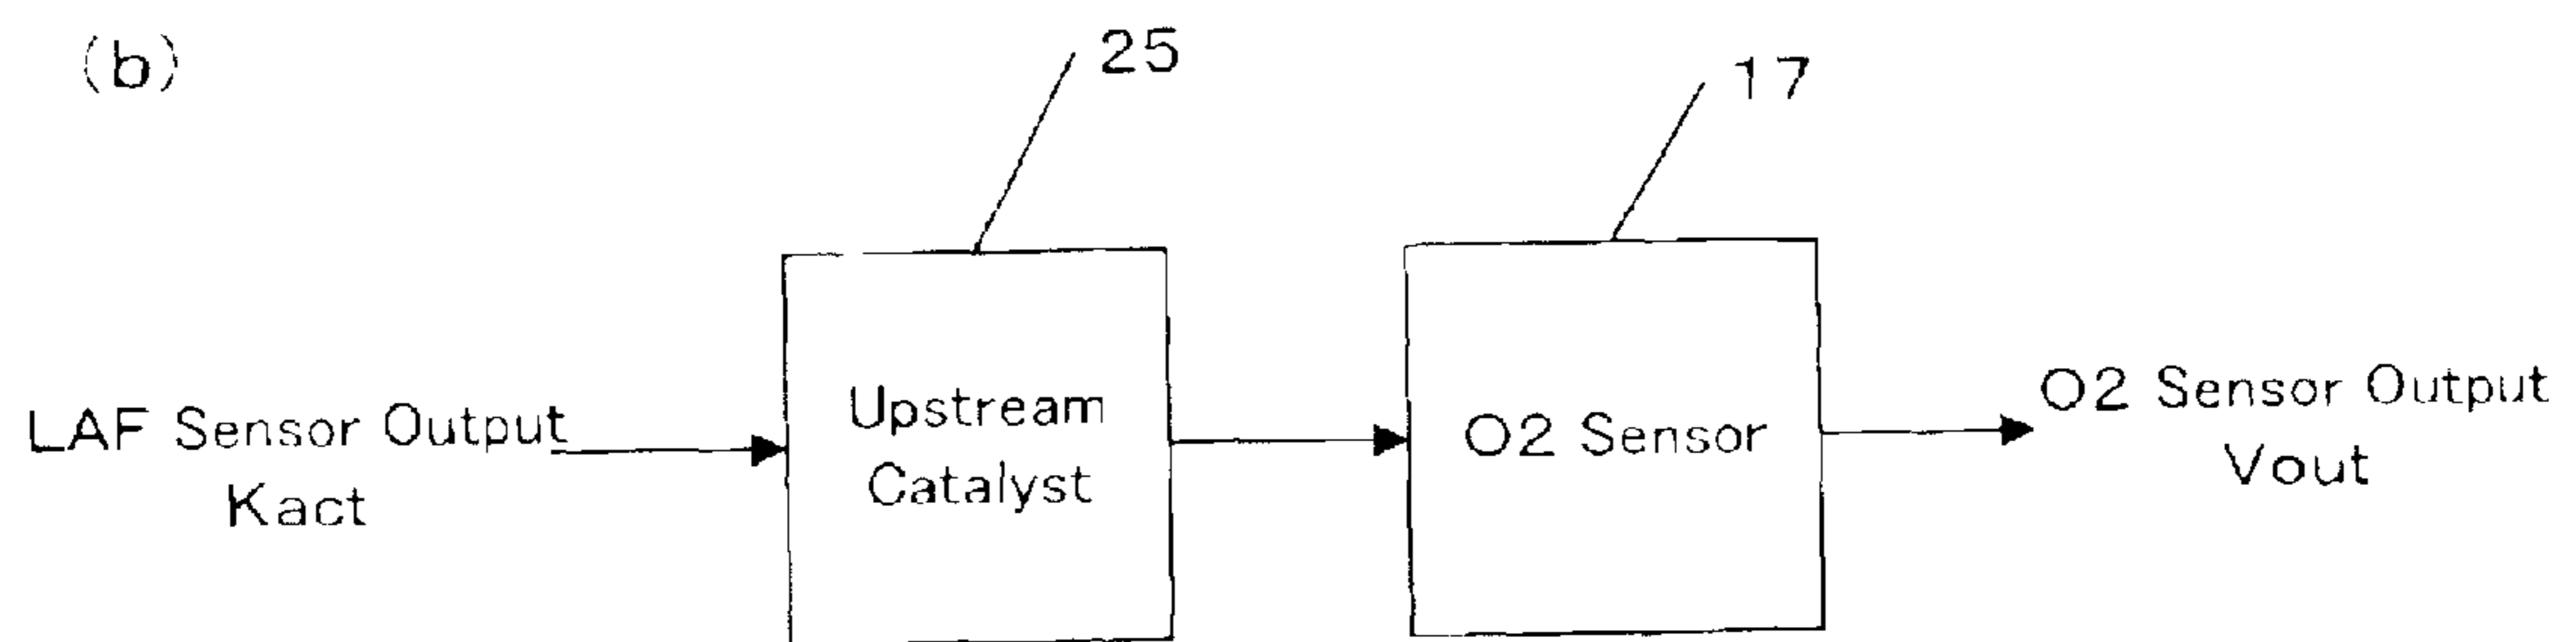 (b)
25
17
LAF Sensor Output
Kact
Upstream
Catalyst
O2 Sensor
O2 Sensor Output
Vout